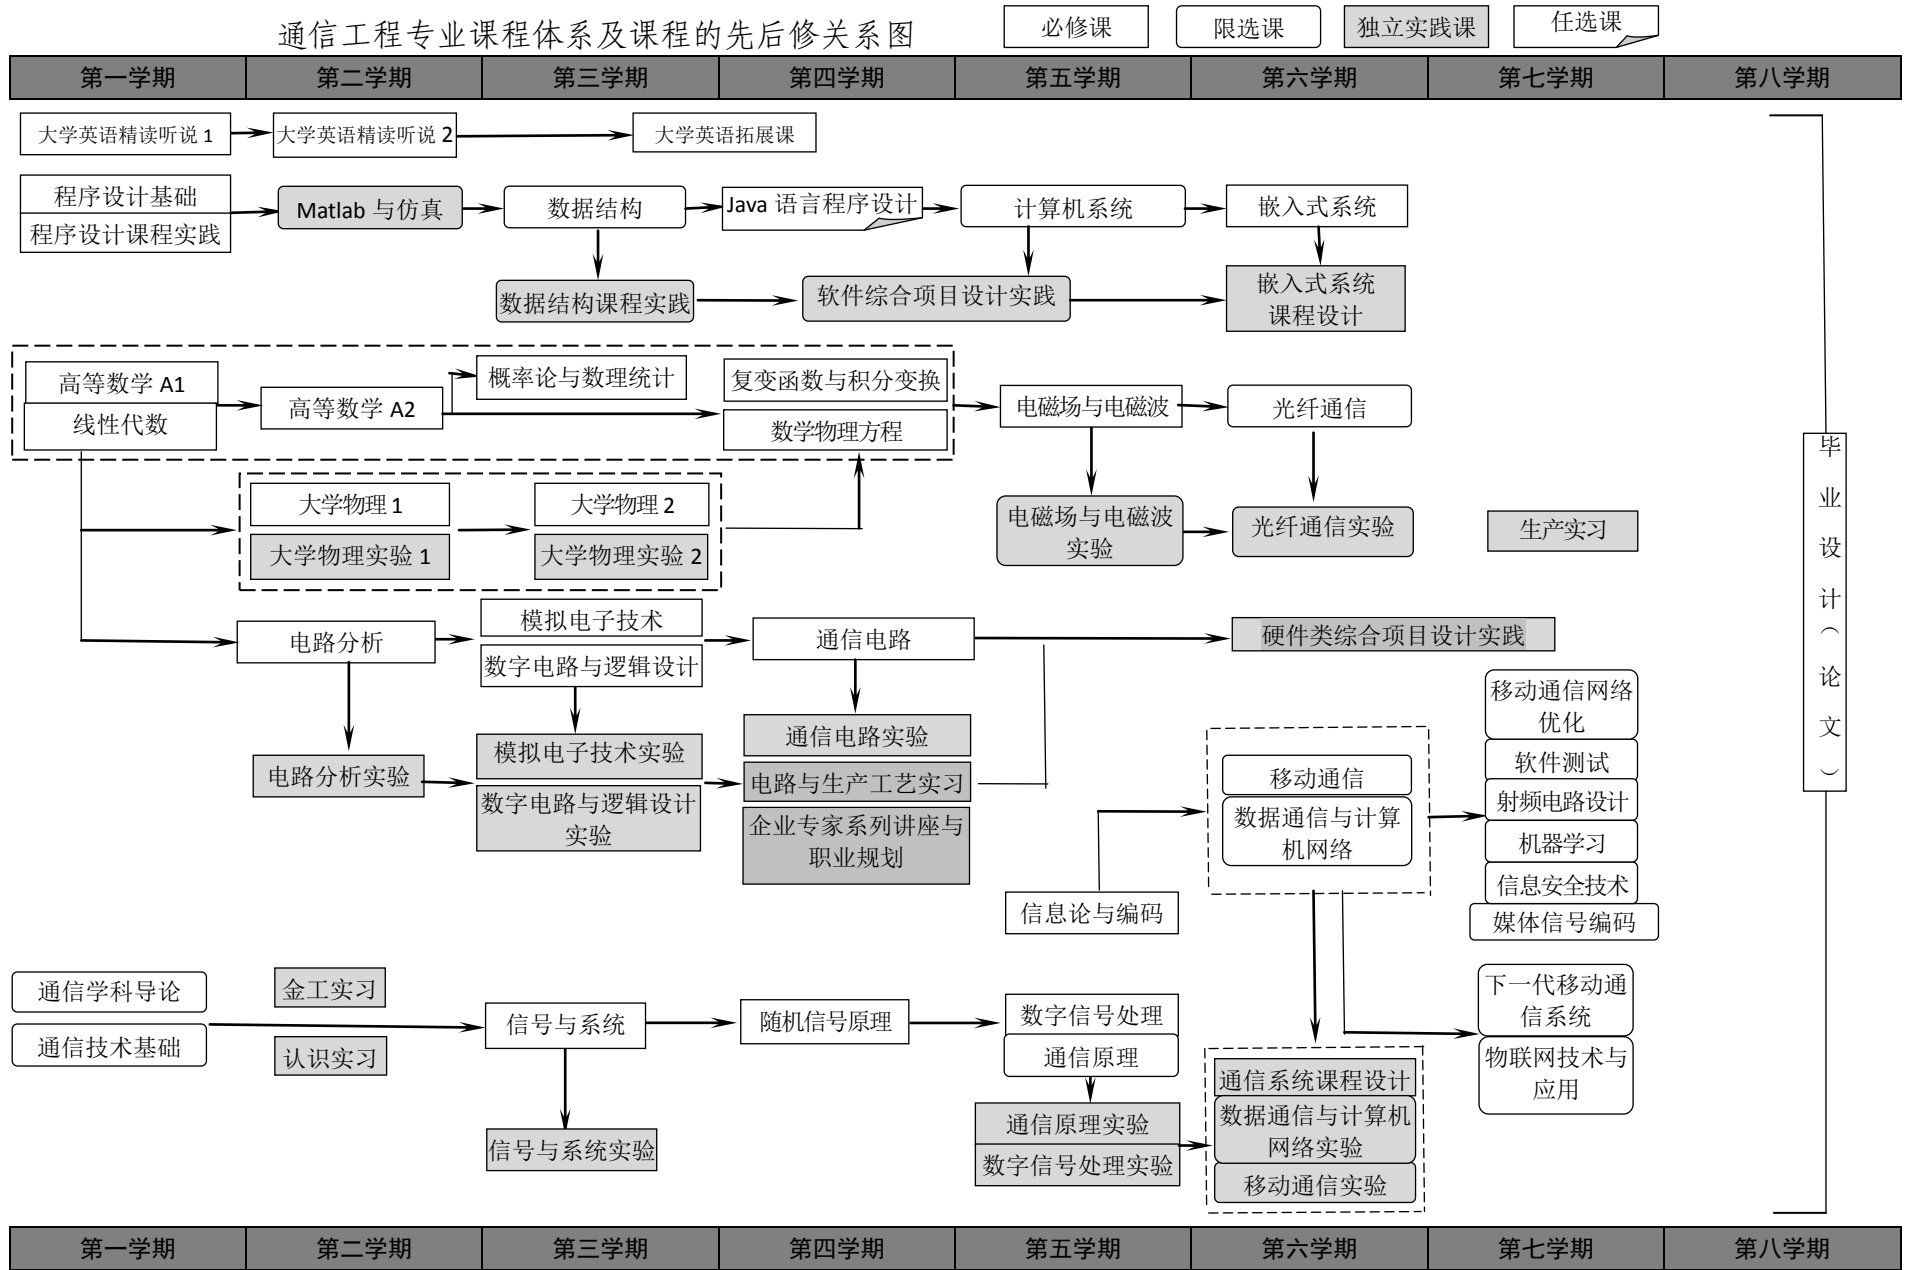 通信工程专业课程体系及课程的先后修关系图
必修课
限选课
独立实践课
任选课
第一学期
第二学期
第三学期
第四学期
第五学期
第六学期
第七学期
第八学期
大学英语精读听说 1
大学英语精读听说 2
大学英语拓展课
程序设计基础
程序设计课程实践
Matlab 与仿真
数据结构
Java 语言程序设计
计算机系统
嵌入式系统
数据结构课程实践
软件综合项目设计实践
嵌入式系统
课程设计
高等数学 A1
线性代数
高等数学 A2
概率论与数理统计
复变函数与积分变换
数学物理方程
电磁场与电磁波
光纤通信
大学物理 1
大学物理实验 1
大学物理 2
大学物理实验 2
电磁场与电磁波
实验
光纤通信实验
生产实习
毕业设计（论文）
电路分析
模拟电子技术
数字电路与逻辑设计
通信电路
硬件类综合项目设计实践
电路分析实验
模拟电子技术实验
数字电路与逻辑设计
实验
通信电路实验
电路与生产工艺实习
企业专家系列讲座与
职业规划
移动通信
数据通信与计算
机网络
移动通信网络
优化
软件测试
射频电路设计
机器学习
信息安全技术
媒体信号编码
信息论与编码
通信学科导论
通信技术基础
金工实习
认识实习
信号与系统
随机信号原理
数字信号处理
通信原理
下一代移动通
信系统
物联网技术与
应用
信号与系统实验
通信原理实验
数字信号处理实验
通信系统课程设计
数据通信与计算机
网络实验
移动通信实验
第一学期
第二学期
第三学期
第四学期
第五学期
第六学期
第七学期
第八学期